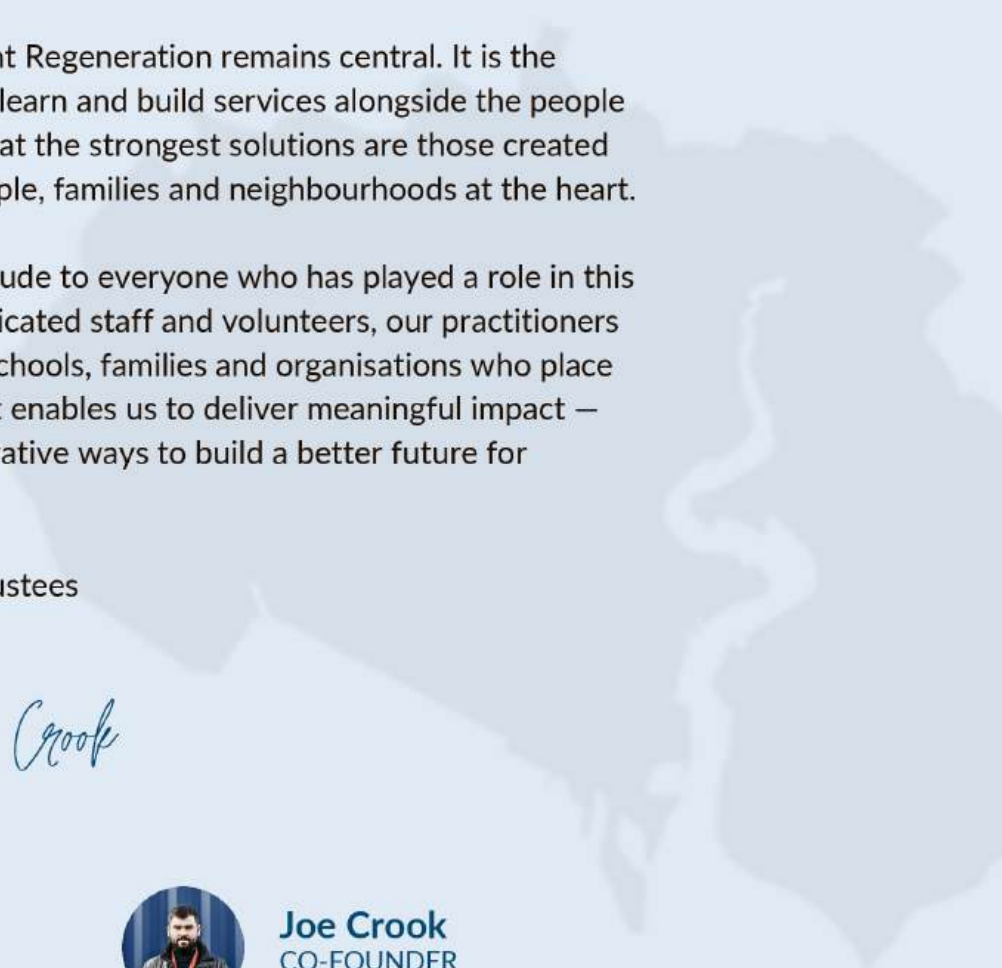 nt Regeneration remains central. It is the
learn and build services alongside the people
at the strongest solutions are those created
ple, families and neighbourhoods at the heart.
ude to everyone who has played a role in this
icated staff and volunteers, our practitioners
chools, families and organisations who place
enables us to deliver meaningful impact —
ative ways to build a better future for
ustees
Crook
Joe Crook
CO-FOUNDER